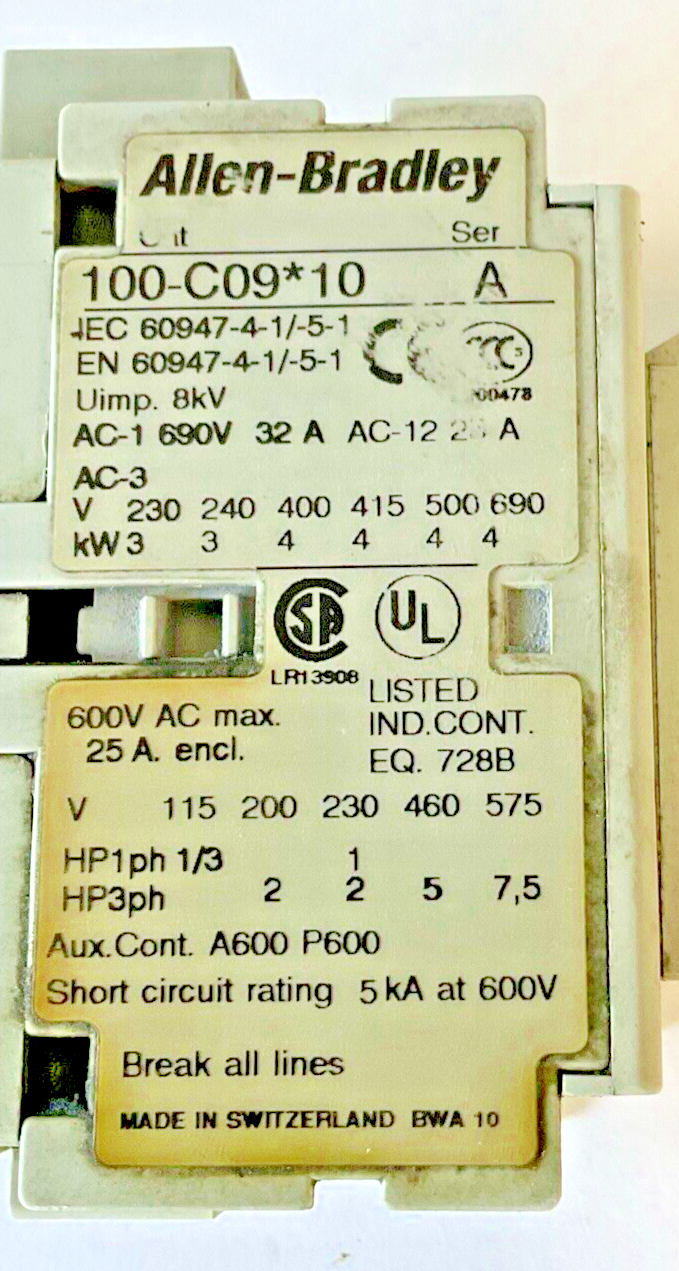 Allen-Bradley
Ser
100-C09*10 A
IEC 60947-4-1/-5-1
EN 60947-4-1/-5-1
Uimp. 8kV
AC-1 690V 32 A AC-12 A
AC-3
V 230 240 400 415 500 690
kW 3 3 4 4 4 4
LR13908
UL
LISTED
IND.CONT.
EQ. 728B
600V AC max.
25 A. encl.
V 115 200 230 460 575
HP1ph 1/3 1
HP3ph 2 2 5 7,5
Aux.Cont. A600 P600
Short circuit rating 5 kA at 600V
Break all lines
MADE IN SWITZERLAND BWA 10